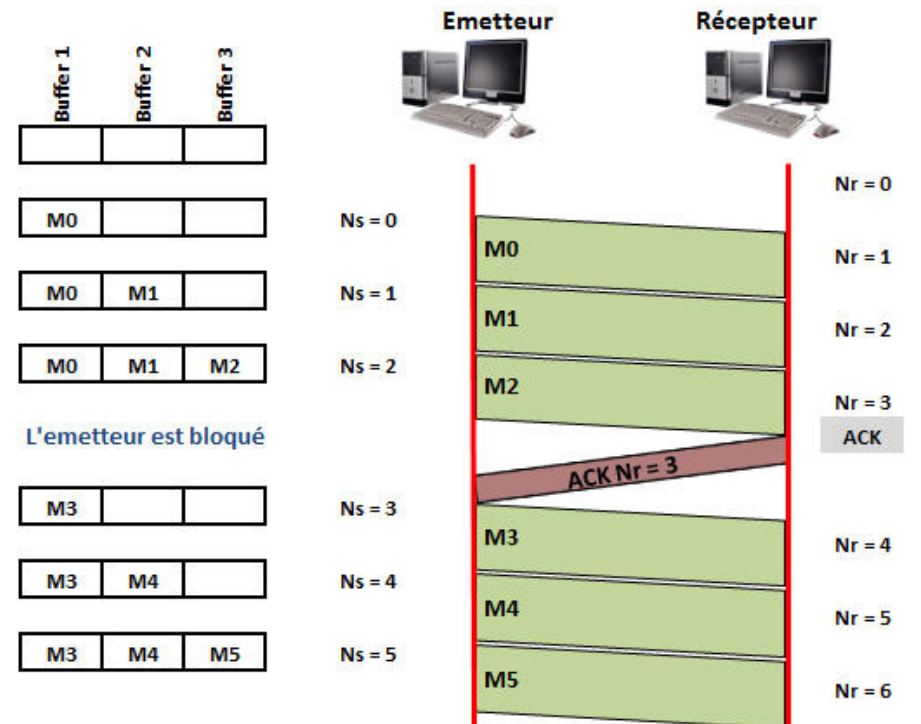 Emetteur Récepteur
Buffer 1 Buffer 2 Buffer 3
Nr = 0
M0 Ns = 0
M0
Nr = 1
M0 M1 Ns = 1
M1
Nr = 2
M0 M1 M2 Ns = 2
M2
Nr = 3
L'emetteur est bloqué
ACK
ACK Nr = 3
M3 Ns = 3
M3
Nr = 4
M3 M4 Ns = 4
M4
Nr = 5
M3 M4 M5 Ns = 5
M5
Nr = 6